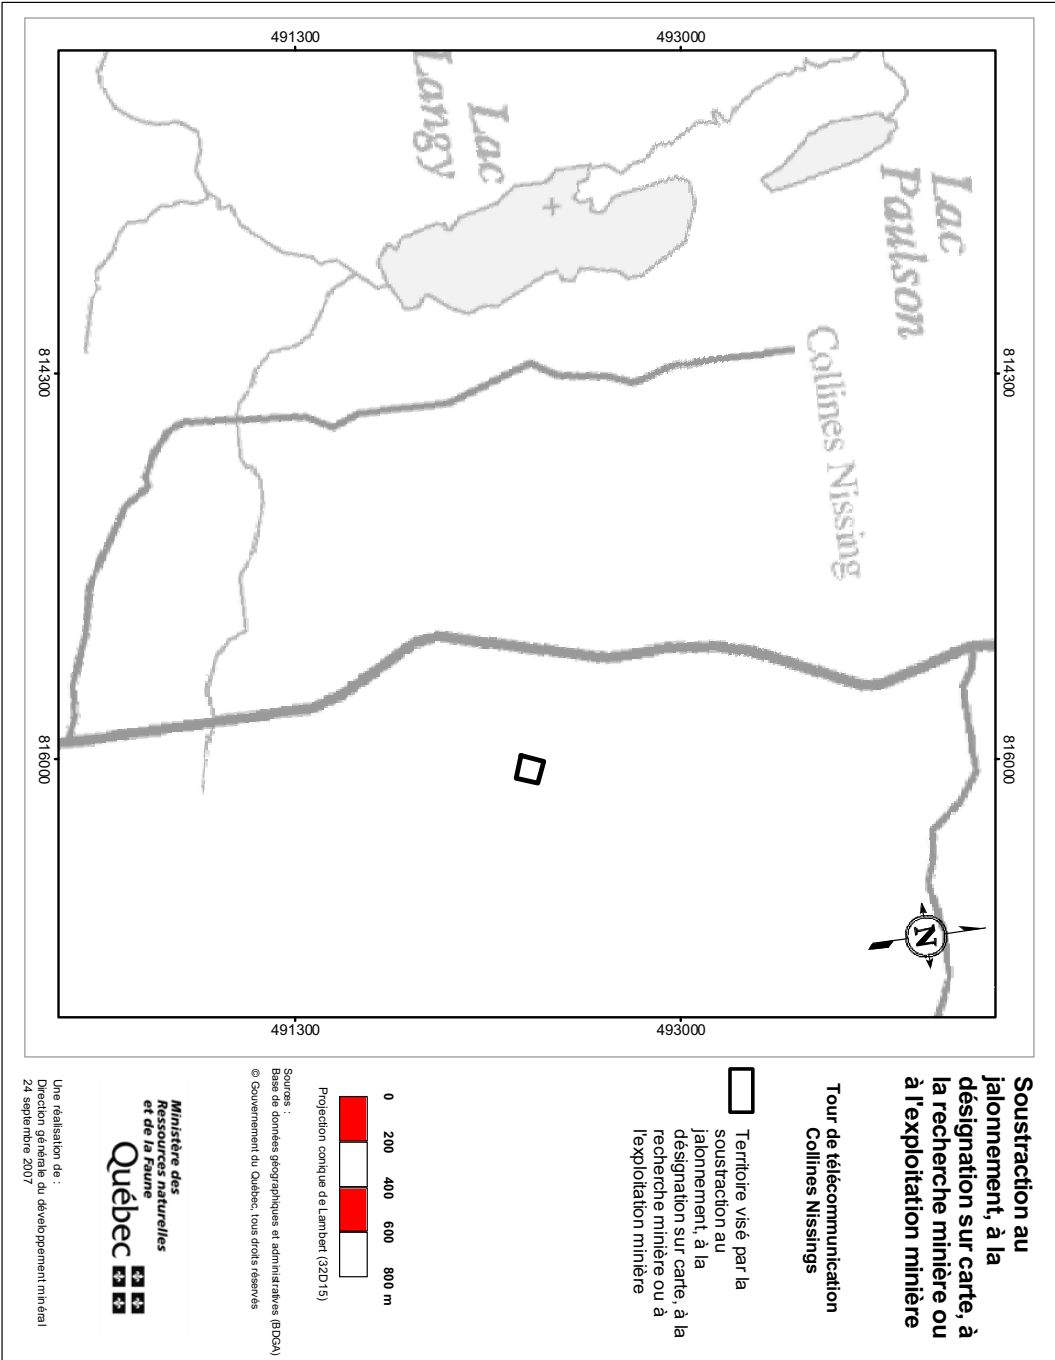 Soustraction au
jalonnement, à la
désignation sur carte, à
la recherche minière ou
à l'exploitation minière
Tour de télécommunication
Collines Nissings
Territoire visé par la
soustraction au
jalonnement, à la
désignation sur carte, à la
recherche minière ou à
l'exploitation minière
0 200 400 600 800 m
Projection conique de Lambert (32D15)
Sources :
Base de données géographiques et administratives (BDGA)
© Gouvernement du Québec, tous droits réservés
Ministère des
Ressources naturelles
et de la Faune
Québec
Une réalisation de :
Direction générale du développement minéral
24 septembre 2007
814300
816000
493000
493000
491300
491300
814300
816000
Lac
Paulson
Collines Nissing
Lac
Langy
N